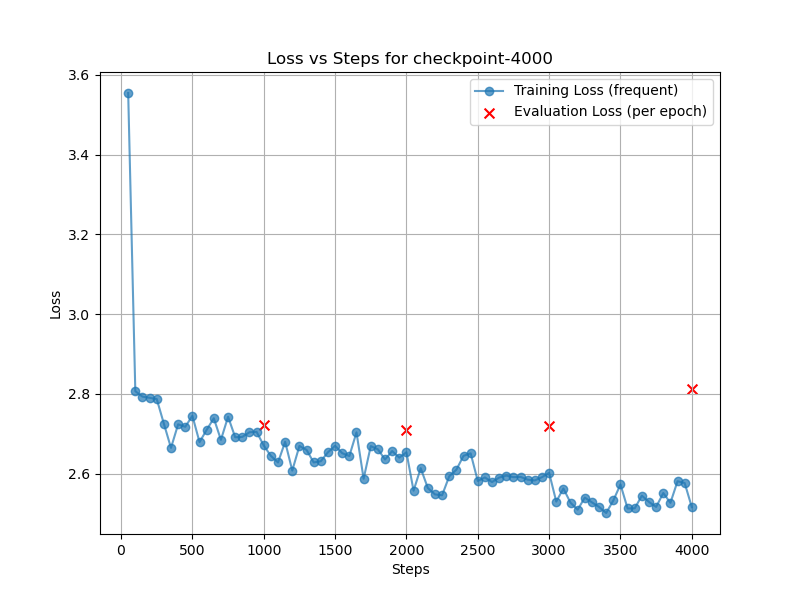 Loss vs Steps for checkpoint-4000
Training Loss (frequent)
Evaluation Loss (per epoch)
Loss
3.6
3.4
3.2
3.0
2.8
2.6
0 500 1000 1500 2000 2500 3000 3500 4000
Steps